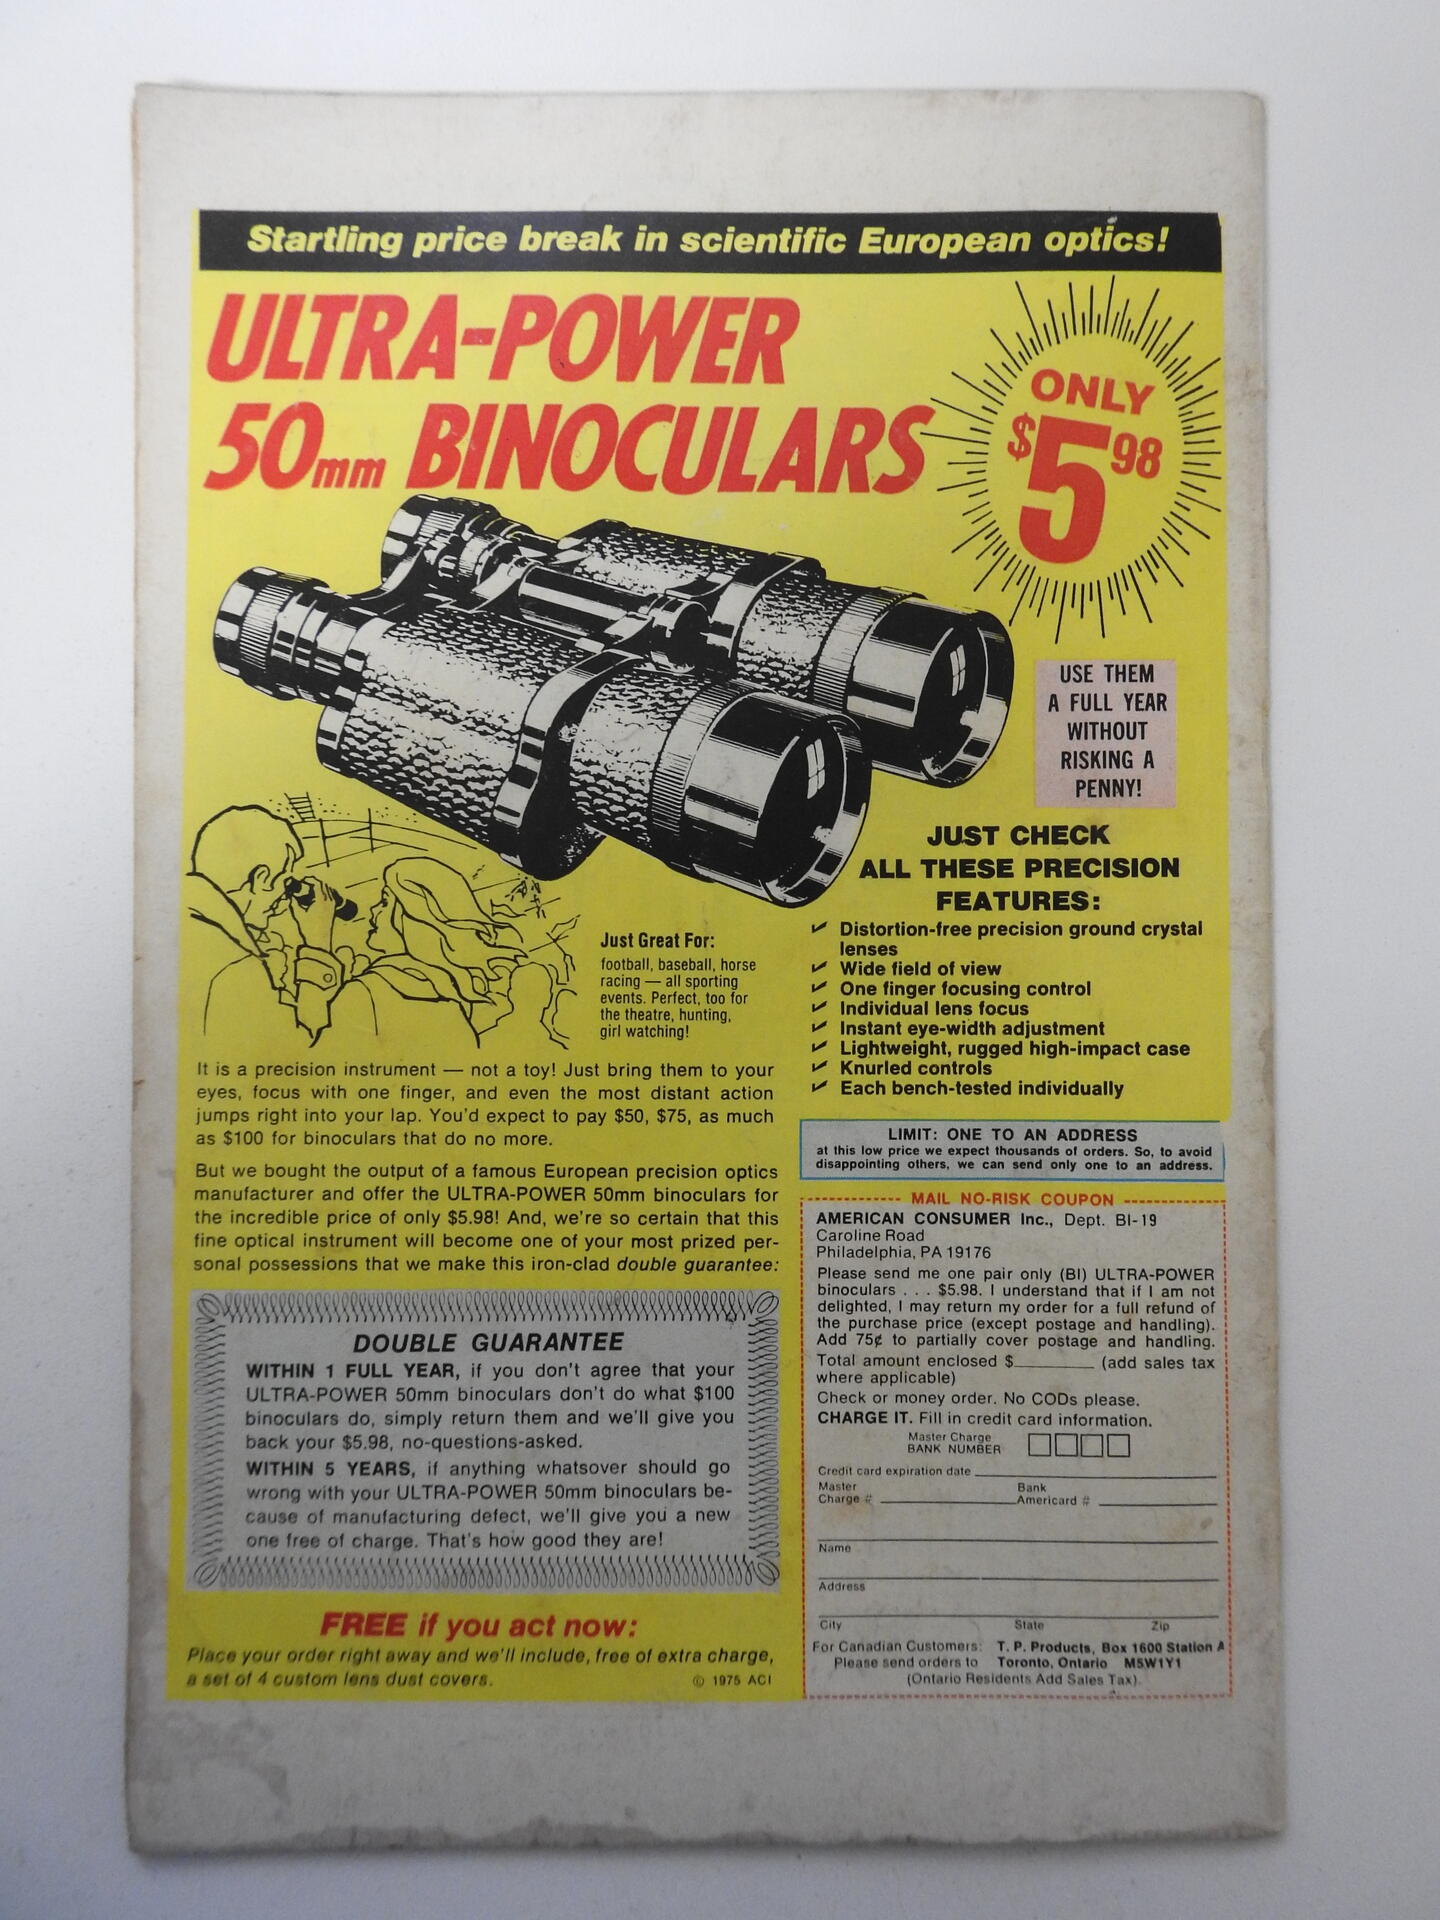 Startling price break in scientific European optics!
ULTRA-POWER
50mm BINOCULARS
ONLY
$5.98
USE THEM
A FULL YEAR
WITHOUT
RISKING A
PENNY!
JUST CHECK
ALL THESE PRECISION
FEATURES:
✓ Distortion-free precision ground crystal
lenses
✓ Wide field of view
✓ One finger focusing control
✓ Individual lens focus
✓ Instant eye-width adjustment
✓ Lightweight, rugged high-impact case
✓ Knurled controls
✓ Each bench-tested individually
Just Great For:
football, baseball, horse
racing — all sporting
events. Perfect, too for
the theatre, hunting,
girl watching!
It is a precision instrument — not a toy! Just bring them to your
eyes, focus with one finger, and even the most distant action
jumps right into your lap. You'd expect to pay $50, $75, as much
as $100 for binoculars that do no more.
But we bought the output of a famous European precision optics
manufacturer and offer the ULTRA-POWER 50mm binoculars for
the incredible price of only $5.98! And, we're so certain that this
fine optical instrument will become one of your most prized per-
sonal possessions that we make this iron-clad double guarantee:
DOUBLE GUARANTEE
WITHIN 1 FULL YEAR, if you don't agree that your
ULTRA-POWER 50mm binoculars don't do what $100
binoculars do, simply return them and we'll give you
back your $5.98, no-questions-asked.
WITHIN 5 YEARS, if anything whatsover should go
wrong with your ULTRA-POWER 50mm binoculars be-
cause of manufacturing defect, we'll give you a new
one free of charge. That's how good they are!
FREE if you act now:
Place your order right away and we'll include, free of extra charge,
a set of 4 custom lens dust covers.
© 1975 ACI
LIMIT: ONE TO AN ADDRESS
at this low price we expect thousands of orders. So, to avoid
disappointing others, we can send only one to an address.
MAIL NO-RISK COUPON
AMERICAN CONSUMER Inc., Dept. BI-19
Caroline Road
Philadelphia, PA 19176
Please send me one pair only (BI) ULTRA-POWER
binoculars . . . $5.98. I understand that if I am not
delighted, I may return my order for a full refund of
the purchase price (except postage and handling).
Add 75¢ to partially cover postage and handling.
Total amount enclosed $________ (add sales tax
where applicable)
Check or money order. No CODs please.
CHARGE IT. Fill in credit card information.
Master Charge
BANK NUMBER
Credit card expiration date
Master
Charge #
Bank
Americard #
Name
Address
City State Zip
For Canadian Customers: T. P. Products, Box 1600 Station A
Please send orders to Toronto, Ontario M5W1Y1
(Ontario Residents Add Sales Tax).